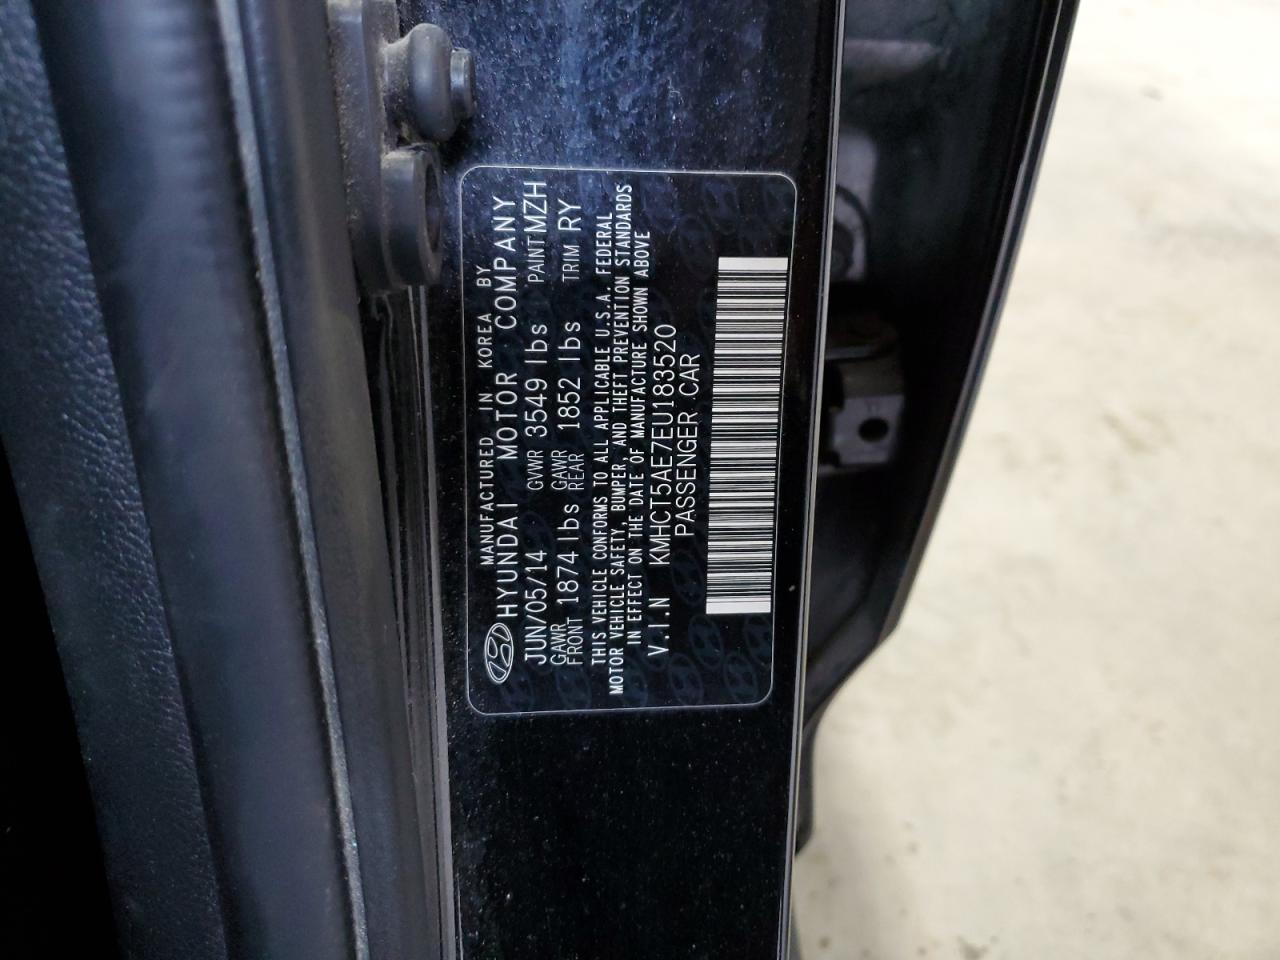 MANUFACTURED IN KOREA BY
HYUNDAI MOTOR COMPANY
JUN/05/14 GVWR 3549 lbs PAINT MZH
GAWR FRONT 1874 lbs GAWR REAR 1852 lbs TRIM RY
THIS VEHICLE CONFORMS TO ALL APPLICABLE U.S.A. FEDERAL
MOTOR VEHICLE SAFETY, BUMPER, AND THEFT PREVENTION STANDARDS
IN EFFECT ON THE DATE OF MANUFACTURE SHOWN ABOVE
V.I.N KMHCT5AE7EU183520
PASSENGER CAR